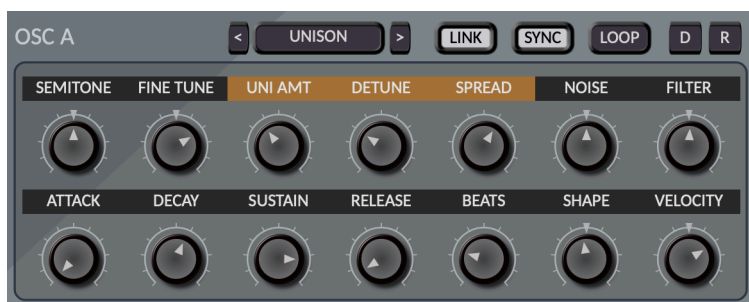 OSC A < UNISON > LINK SYNC LOOP D R
SEMITONE FINE TUNE UNI AMT DETUNE SPREAD NOISE FILTER
ATTACK DECAY SUSTAIN RELEASE BEATS SHAPE VELOCITY